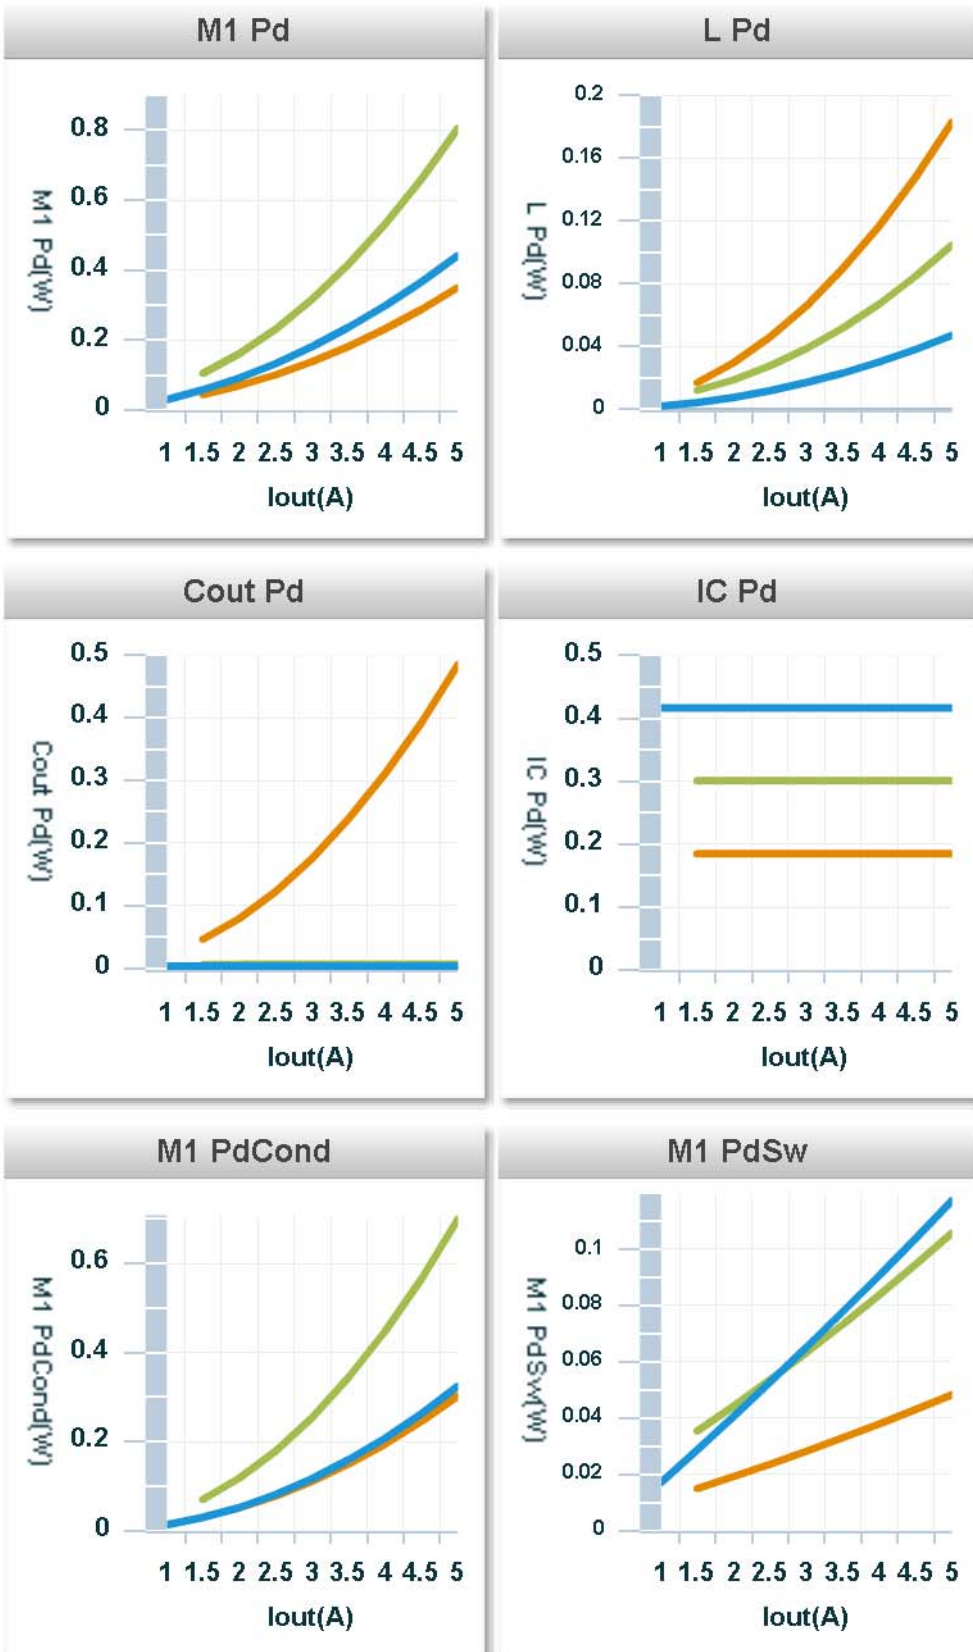 M1 Pd
0.8
0.6
0.4
0.2
0
M1 Pd(W)
1 1.5 2 2.5 3 3.5 4 4.5 5
Iout(A)
L Pd
0.2
0.16
0.12
0.08
0.04
0
L Pd(W)
1 1.5 2 2.5 3 3.5 4 4.5 5
Iout(A)
Cout Pd
0.5
0.4
0.3
0.2
0.1
0
Cout Pd(W)
1 1.5 2 2.5 3 3.5 4 4.5 5
Iout(A)
IC Pd
0.5
0.4
0.3
0.2
0.1
0
IC Pd(W)
1 1.5 2 2.5 3 3.5 4 4.5 5
Iout(A)
M1 PdCond
0.6
0.4
0.2
0
M1 PdCond(W)
1 1.5 2 2.5 3 3.5 4 4.5 5
Iout(A)
M1 PdSw
0.1
0.08
0.06
0.04
0.02
0
M1 PdSw(W)
1 1.5 2 2.5 3 3.5 4 4.5 5
Iout(A)